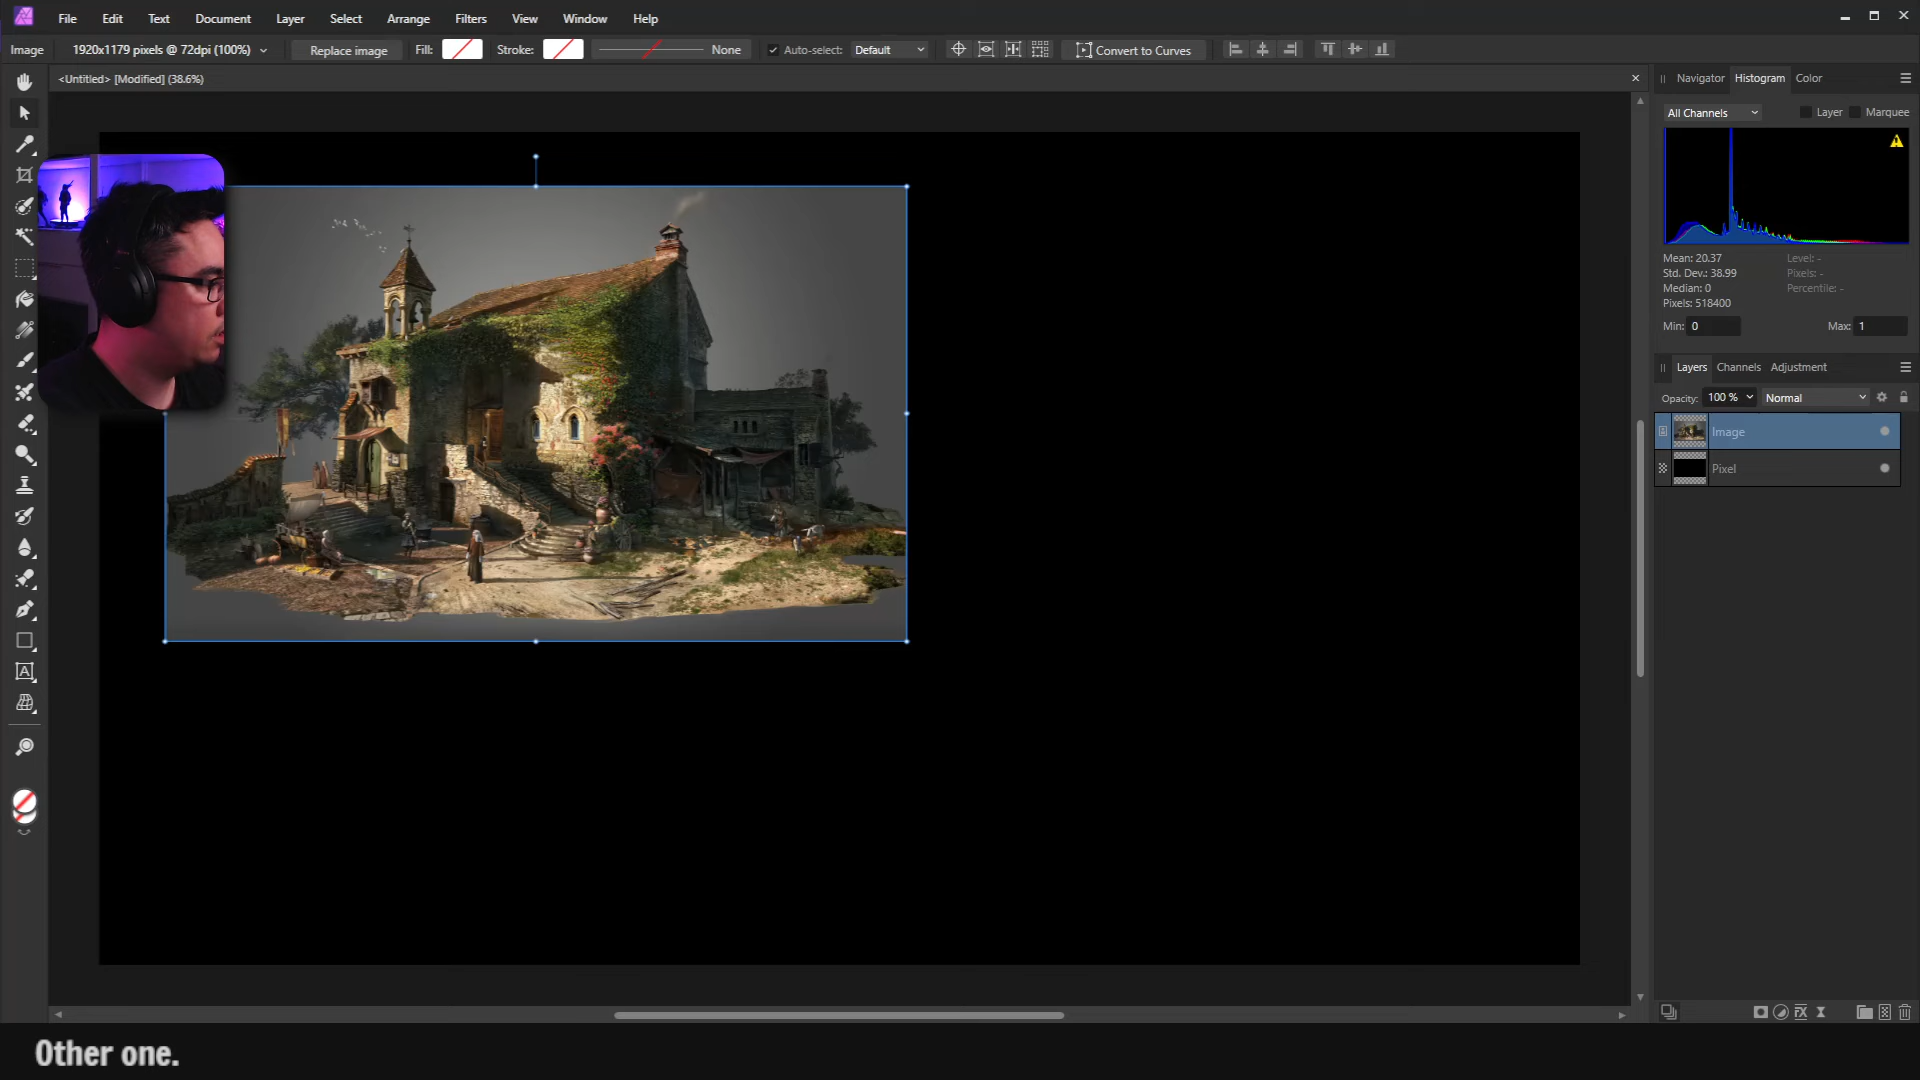 File Edit Text Document Layer Select Arrange Filters View Window Help
Image 1920x1179 pixels @ 72dpi (100%) Replace image Fill: Stroke: None Auto-select: Default Convert to Curves
<Untitled> [Modified] (38.6%)
Navigator Histogram Color
All Channels Layer Marquee
Mean: 20.37 Level: -
Std. Dev.: 38.99 Pixels: -
Median: 0 Percentile: -
Pixels: 518400
Min: 0 Max: 1
Layers Channels Adjustment
Opacity: 100 % Normal
Image
Pixel
Other one.